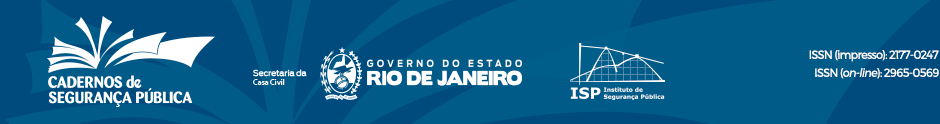 CADERNOS de
SEGURANÇA PÚBLICA
Secretaria da
Casa Civil
GOVERNO DO ESTADO
RIO DE JANEIRO
ISP Instituto de
Segurança Pública
ISSN (impresso): 2177-0247
ISSN (on-line): 2965-0569